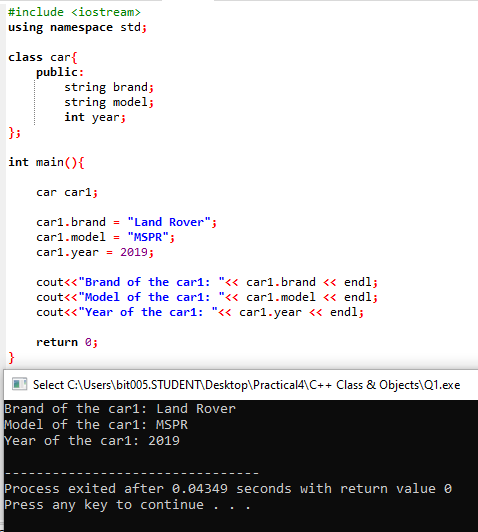 #include <iostream>
using namespace std;
class car{
public:
string brand;
string model;
int year;
};
int main(){
car car1;
car1.brand = "Land Rover";
car1.model = "MSPR";
car1.year = 2019;
cout<<"Brand of the car1: "<< car1.brand << endl;
cout<<"Model of the car1: "<< car1.model << endl;
cout<<"Year of the car1: "<< car1.year << endl;
return 0;
}
Select C:\Users\bit005.STUDENT\Desktop\Practical4\C++ Class & Objects\Q1.exe
Brand of the car1: Land Rover
Model of the car1: MSPR
Year of the car1: 2019
--------------------------------
Process exited after 0.04349 seconds with return value 0
Press any key to continue . . .